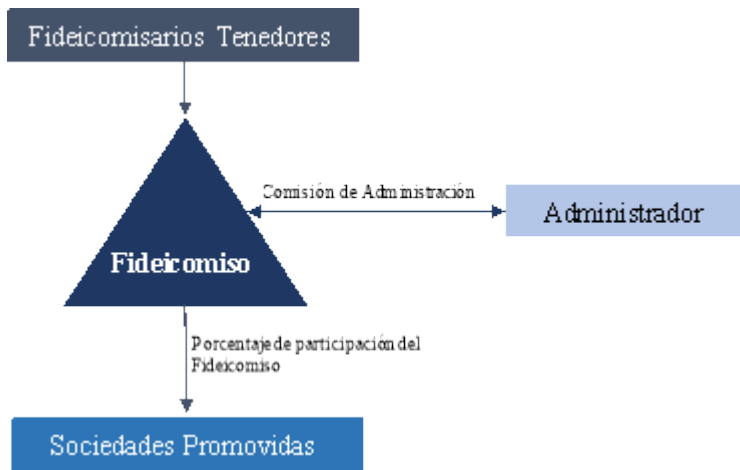 Fideicomisarios Tenedores
Comisión de Administración
Administrador
Fideicomiso
Porcentaje de participación del
Fideicomiso
Sociedades Promovidas